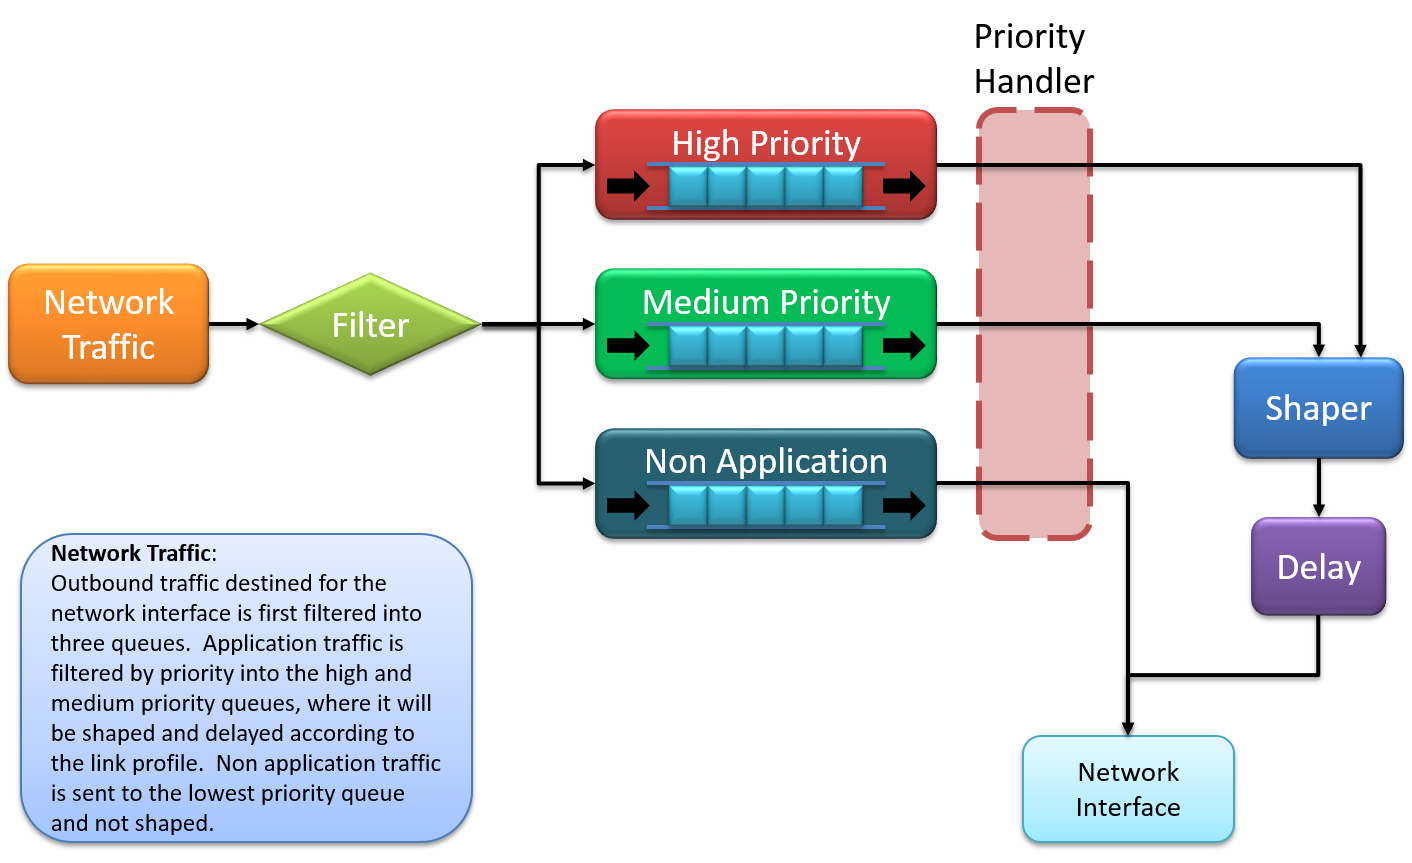 Priority
Handler
High Priority
Medium Priority
Network
Traffic
Filter
Non Application
Shaper
Delay
Network Traffic:
Outbound traffic destined for the
network interface is first filtered into
three queues.  Application traffic is
filtered by priority into the high and
medium priority queues, where it will
be shaped and delayed according to
the link profile.  Non application traffic
is sent to the lowest priority queue
and not shaped.
Network
Interface